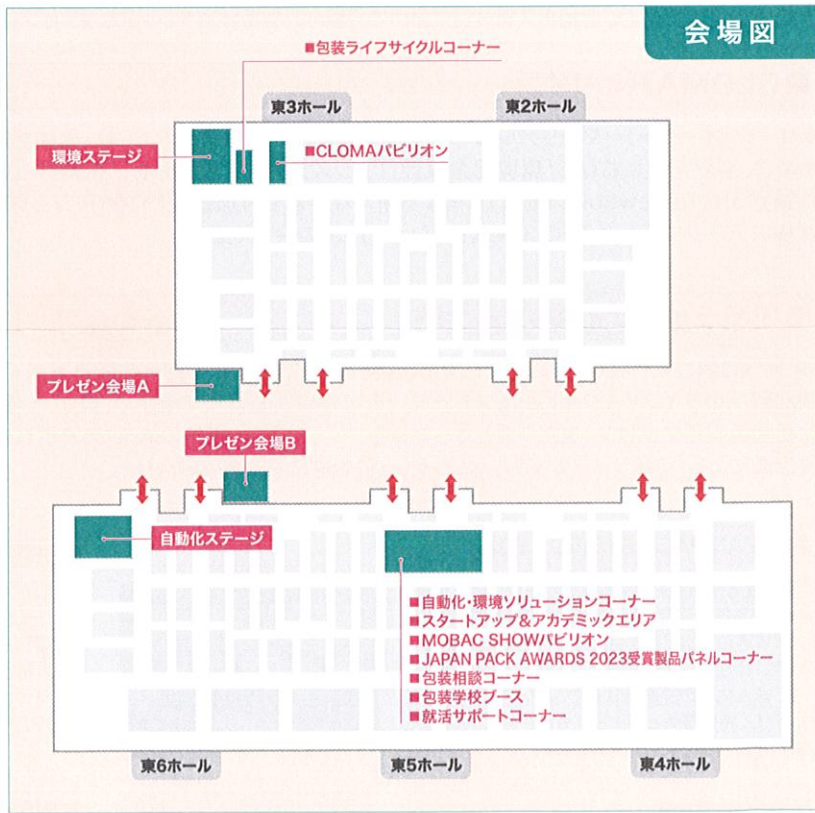 会場図
■包装ライフサイクルコーナー
東3ホール
東2ホール
環境ステージ
■CLOMAパビリオン
プレゼン会場A
プレゼン会場B
自動化ステージ
■自動化・環境ソリューションコーナー
■スタートアップ&アカデミックエリア
■MOBAC SHOWパビリオン
■JAPAN PACK AWARDS 2023受賞製品パネルコーナー
■包装相談コーナー
■包装学校ブース
■就活サポートコーナー
東6ホール
東5ホール
東4ホール